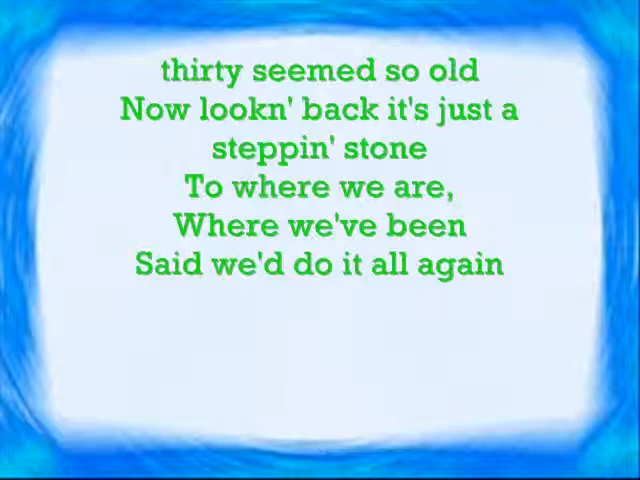 thirty seemed so old
Now lookn' back it's just a
steppin' stone
To where we are,
Where we've been
Said we'd do it all again